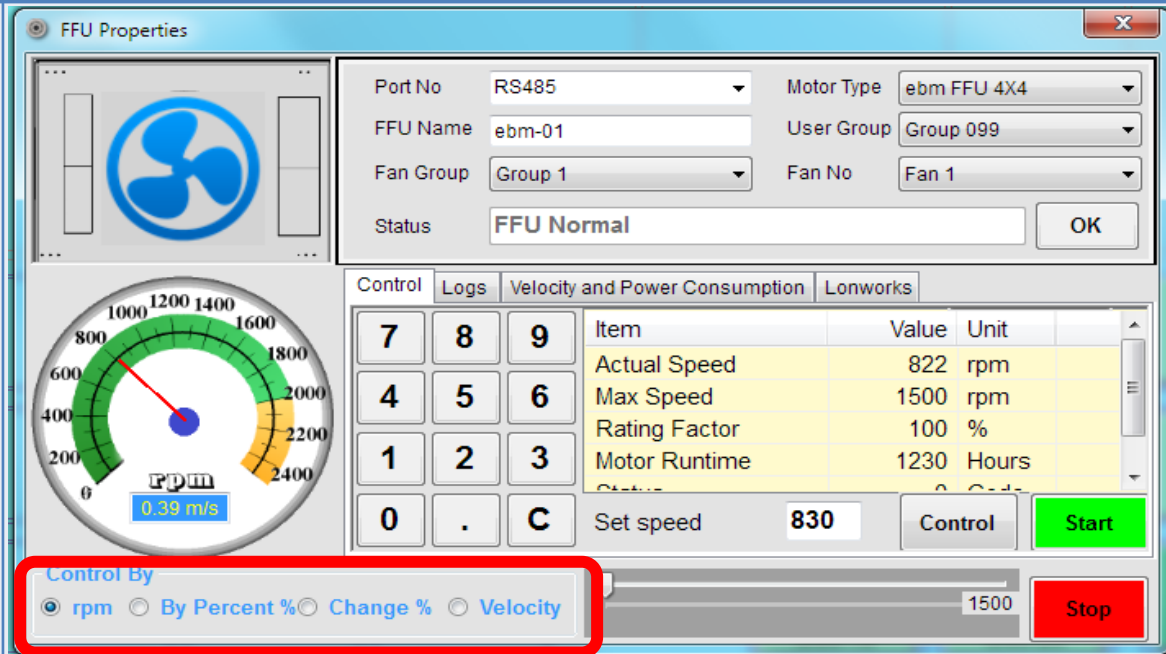 FFU Properties
Port No RS485 Motor Type ebm FFU 4X4
FFU Name ebm-01 User Group Group 099
Fan Group Group 1 Fan No Fan 1
Status FFU Normal OK
Control Logs Velocity and Power Consumption Lonworks
7 8 9
4 5 6
1 2 3
0 . C
Item Value Unit
Actual Speed 822 rpm
Max Speed 1500 rpm
Rating Factor 100 %
Motor Runtime 1230 Hours
Set speed 830 Control Start
0 200 400 600 800 1000 1200 1400 1600 1800 2000 2200 2400
rpm
0.39 m/s
Control By
rpm By Percent % Change % Velocity
1500
Stop